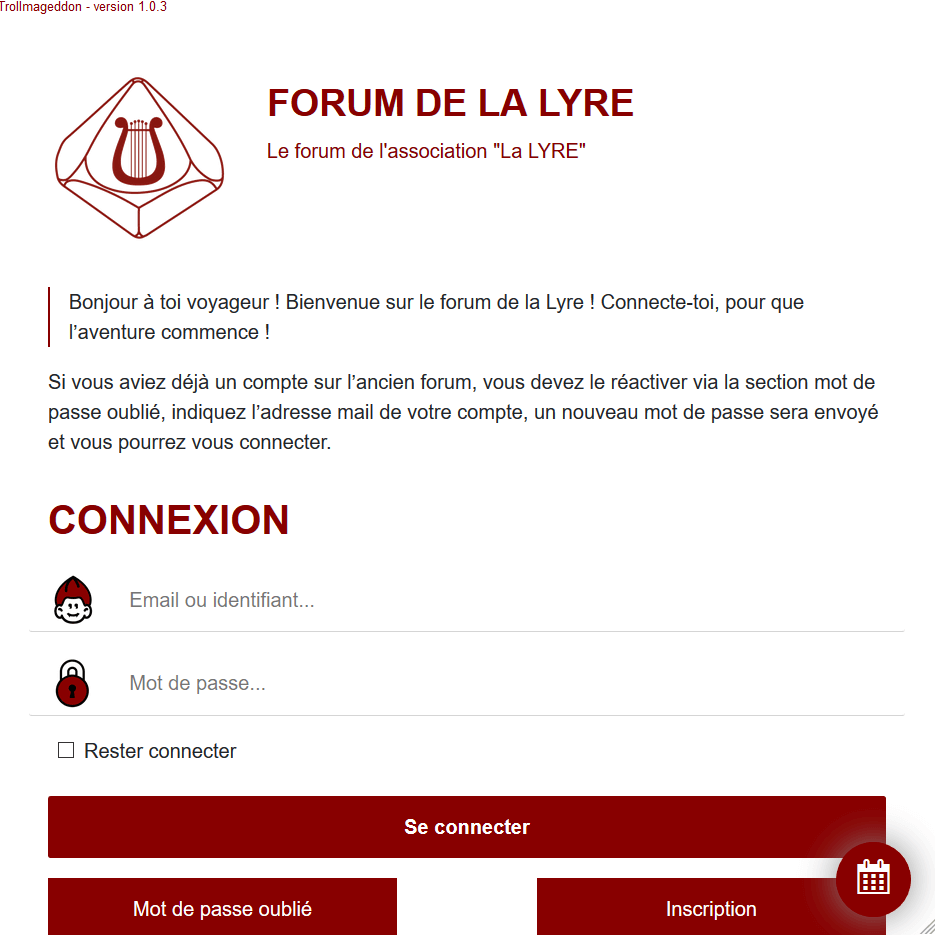 Trollmageddon - version 1.0.3
FORUM DE LA LYRE
Le forum de l'association "La LYRE"
Bonjour à toi voyageur ! Bienvenue sur le forum de la Lyre ! Connecte-toi, pour que
l’aventure commence !
Si vous aviez déjà un compte sur l’ancien forum, vous devez le réactiver via la section mot de
passe oublié, indiquez l’adresse mail de votre compte, un nouveau mot de passe sera envoyé
et vous pourrez vous connecter.
CONNEXION
Email ou identifiant...
Mot de passe...
Rester connecter
Se connecter
Mot de passe oublié
Inscription